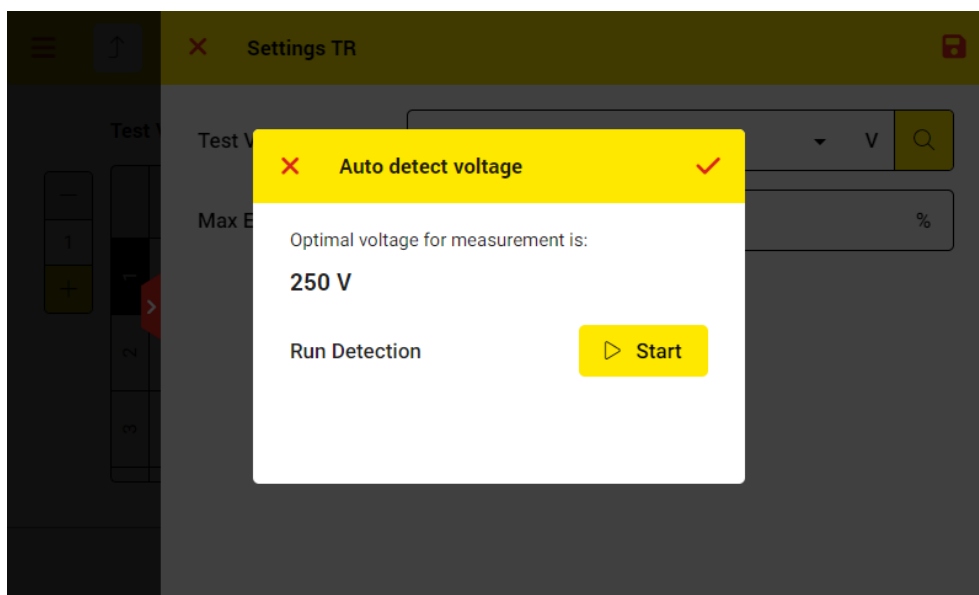 Settings TR
Test V
Test V
V
Auto detect voltage
Max E
%
1
1
2
3
Optimal voltage for measurement is:
250 V
Run Detection
Start